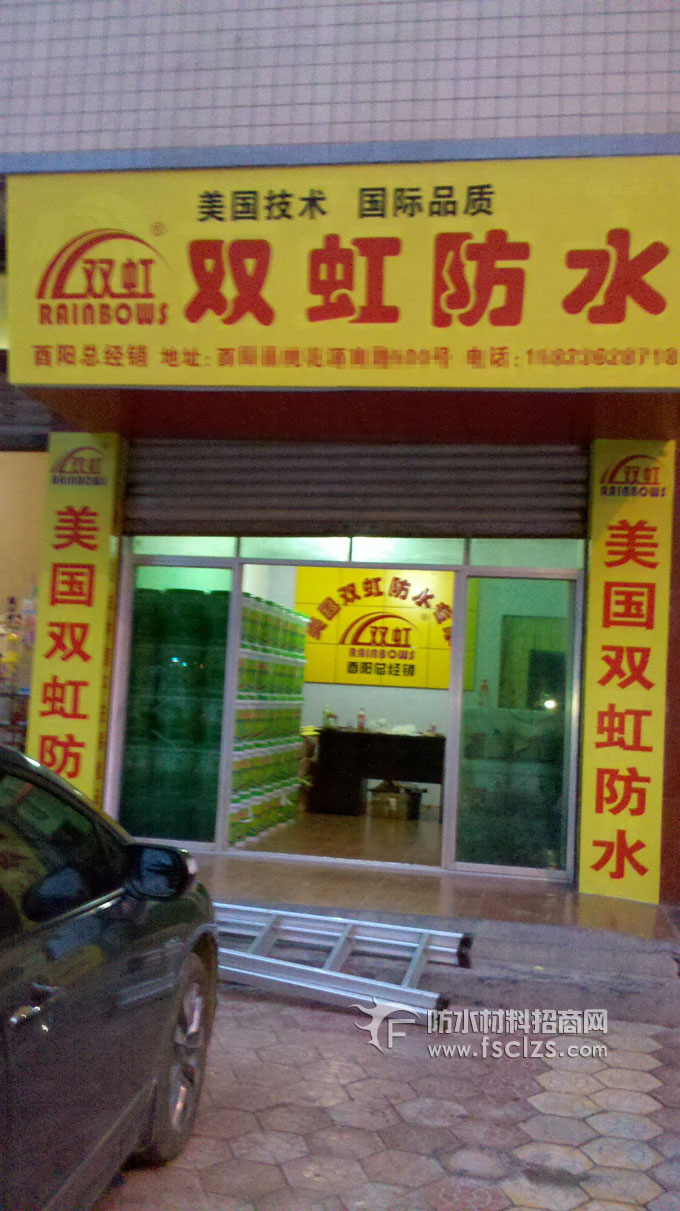 美国技术 国际品质
双虹
®
RAINBOWS
双虹防水
酉阳总经销 地址: 电话:
双虹
RAINBOWS
美国双虹防
美国双虹防水
双虹
RAINBOWS
酉阳总经销
双虹
®
RAINBOWS
美国双虹防水
防水材料招商网
www.fsclzs.com